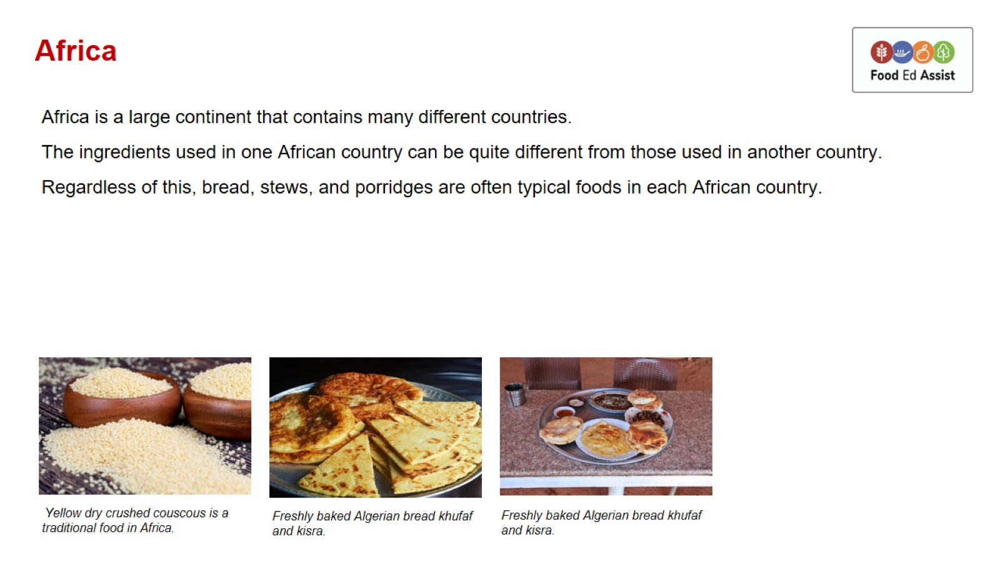 Africa
Food Ed Assist
Africa is a large continent that contains many different countries.
The ingredients used in one African country can be quite different from those used in another country.
Regardless of this, bread, stews, and porridges are often typical foods in each African country.
Yellow dry crushed couscous is a
traditional food in Africa.
Freshly baked Algerian bread khufaf
and kisra.
Freshly baked Algerian bread khufaf
and kisra.